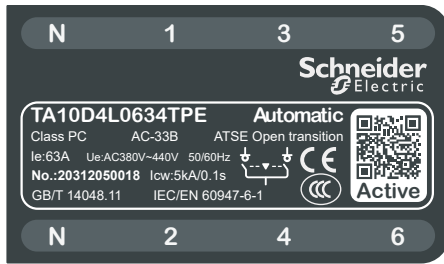 N 1 3 5
Schneider
Electric
TA10D4L0634TPE Automatic
Class PC AC-33B ATSE Open transition
Ie:63A Ue:AC380V~440V 50/60Hz
No.:20312050018 Icw:5kA/0.1s
GB/T 14048.11 IEC/EN 60947-6-1
CE
CCC
Active
N 2 4 6